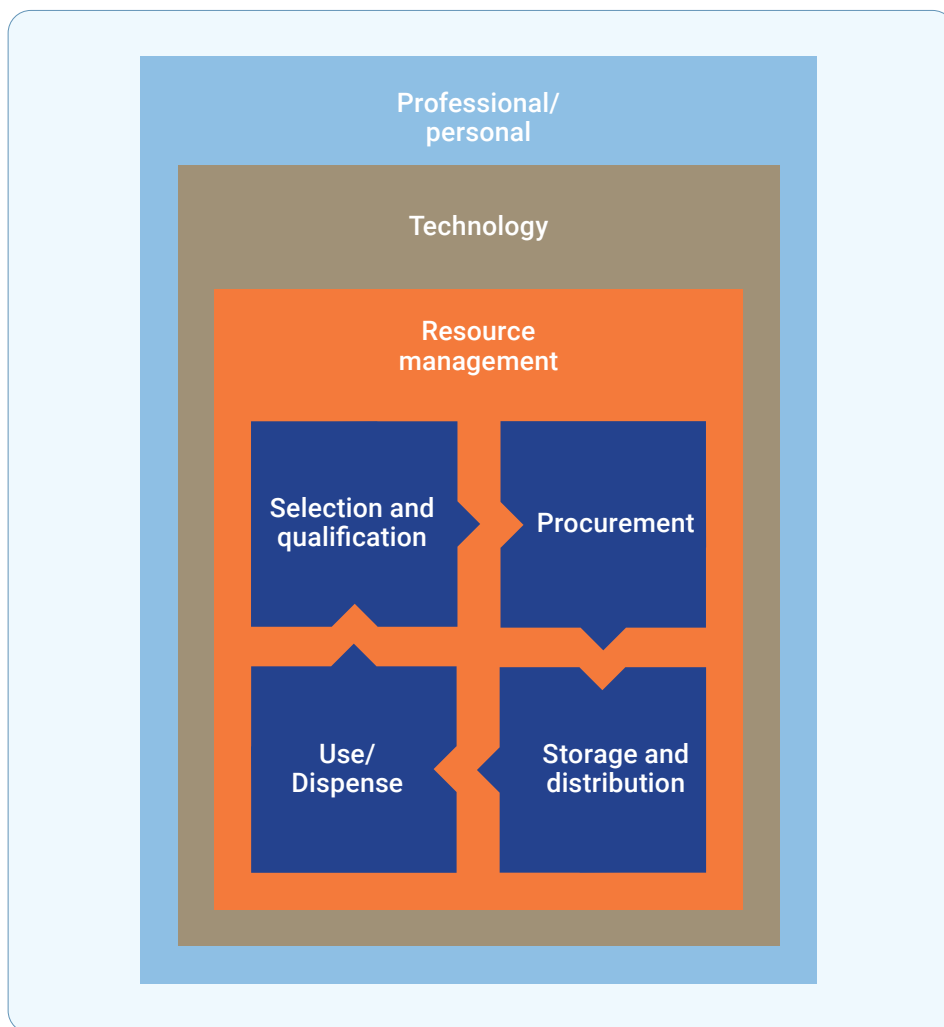 Professional/
personal
Technology
Resource
management
Selection and
qualification
Procurement
Use/
Dispense
Storage and
distribution